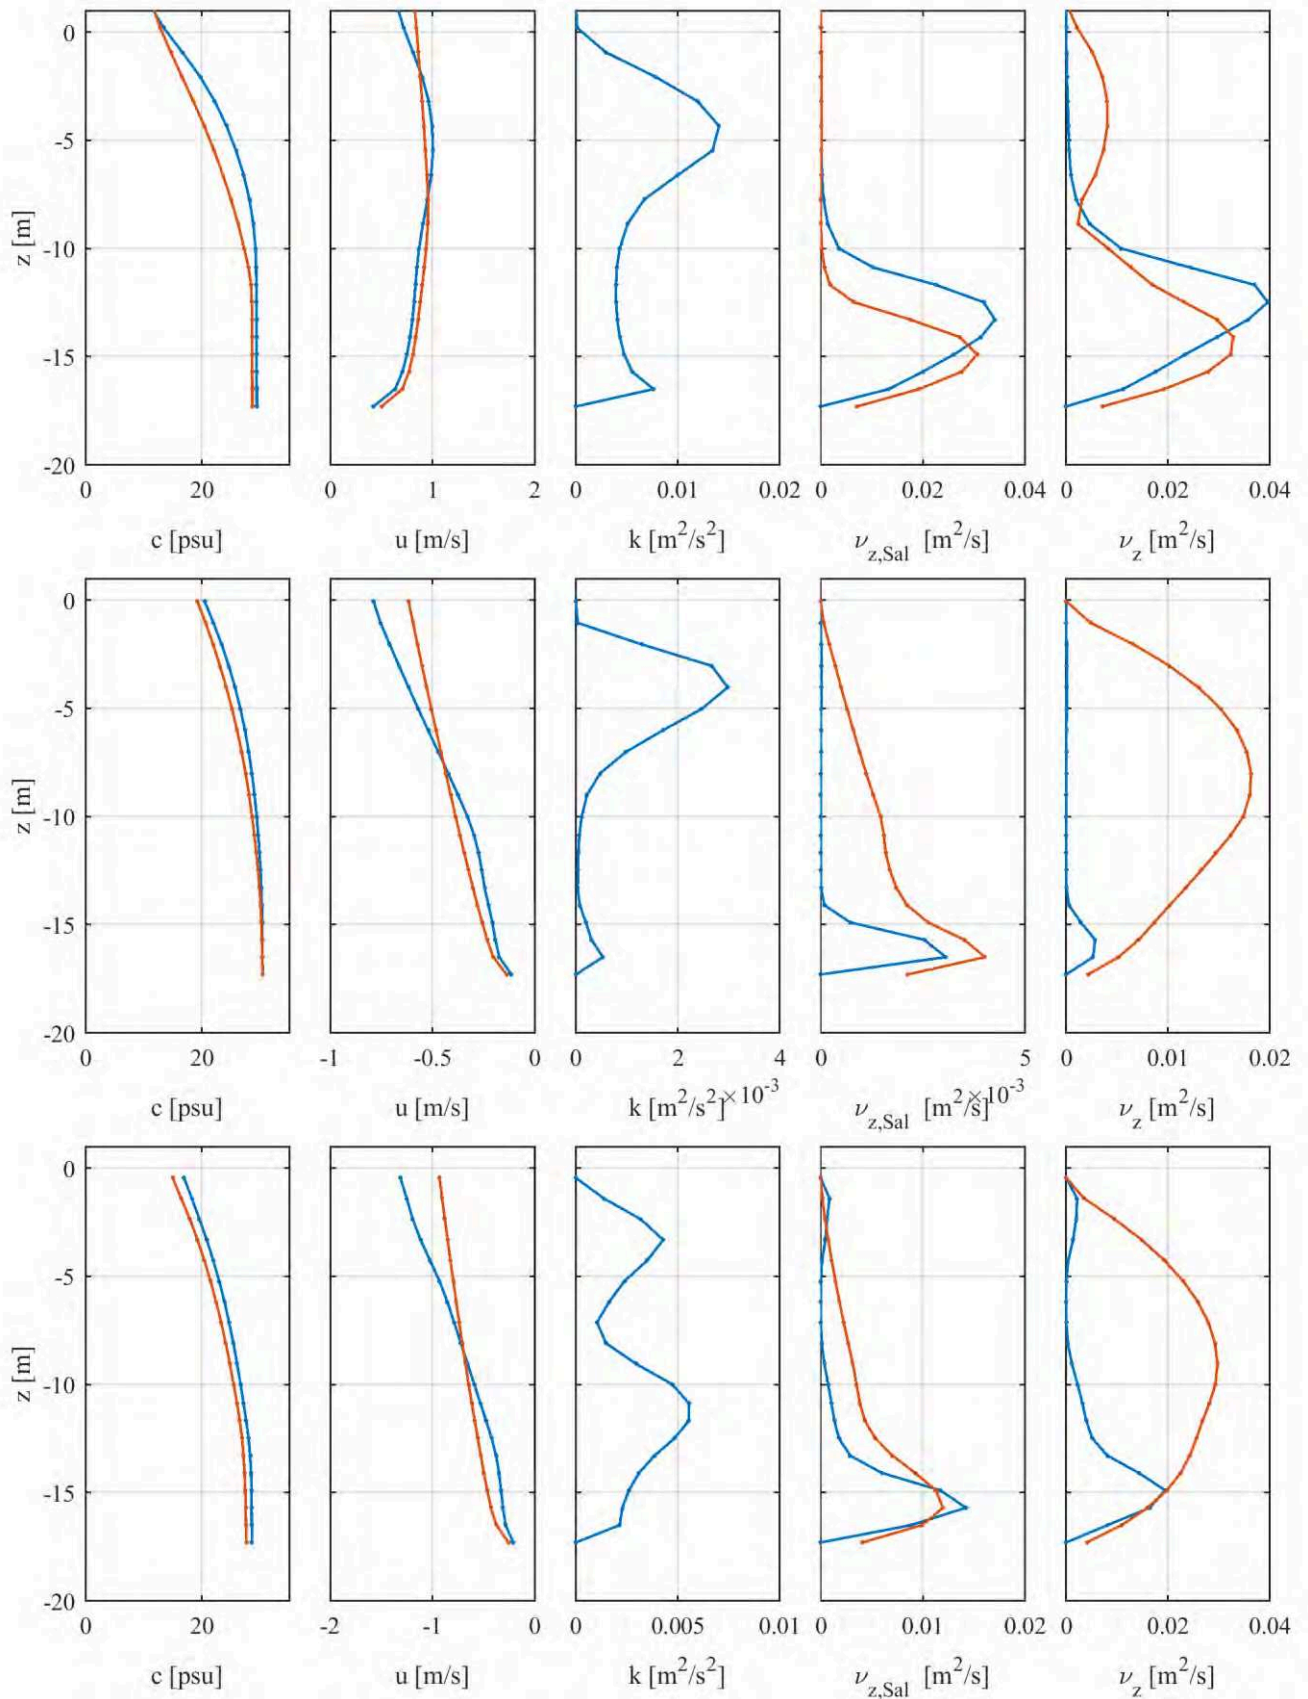 0
-5
-10
-15
-20
z [m]
0 20
0 1 2
0 0.01 0.02
0 0.02 0.04
0 0.02 0.04
c [psu] u [m/s] k [m²/s²] ν_z,Sal [m²/s] ν_z [m²/s]
0
-5
-10
-15
-20
z [m]
0 20
-1 -0.5 0
0 2 4
0 5
0 0.01 0.02
c [psu] u [m/s] k [m²/s²] ×10⁻³ ν_z,Sal [m²/s] ×10⁻³ ν_z [m²/s]
0
-5
-10
-15
-20
z [m]
0 20
-2 -1 0
0 0.005 0.01
0 0.01 0.02
0 0.02 0.04
c [psu] u [m/s] k [m²/s²] ν_z,Sal [m²/s] ν_z [m²/s]